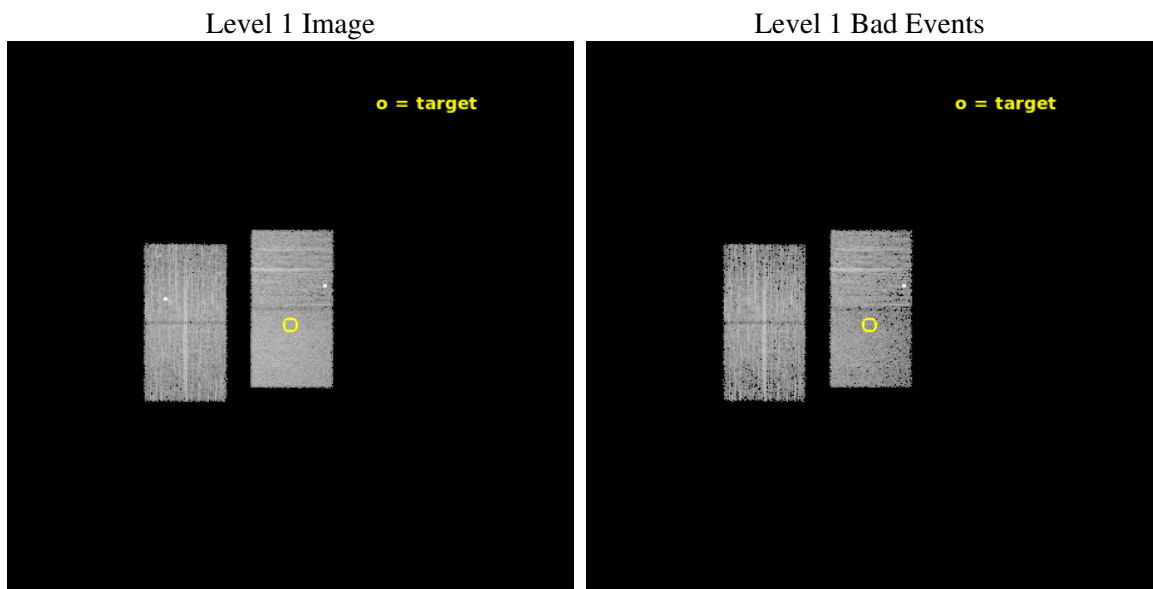 Level 1 Image
Level 1 Bad Events
o = target
o = target